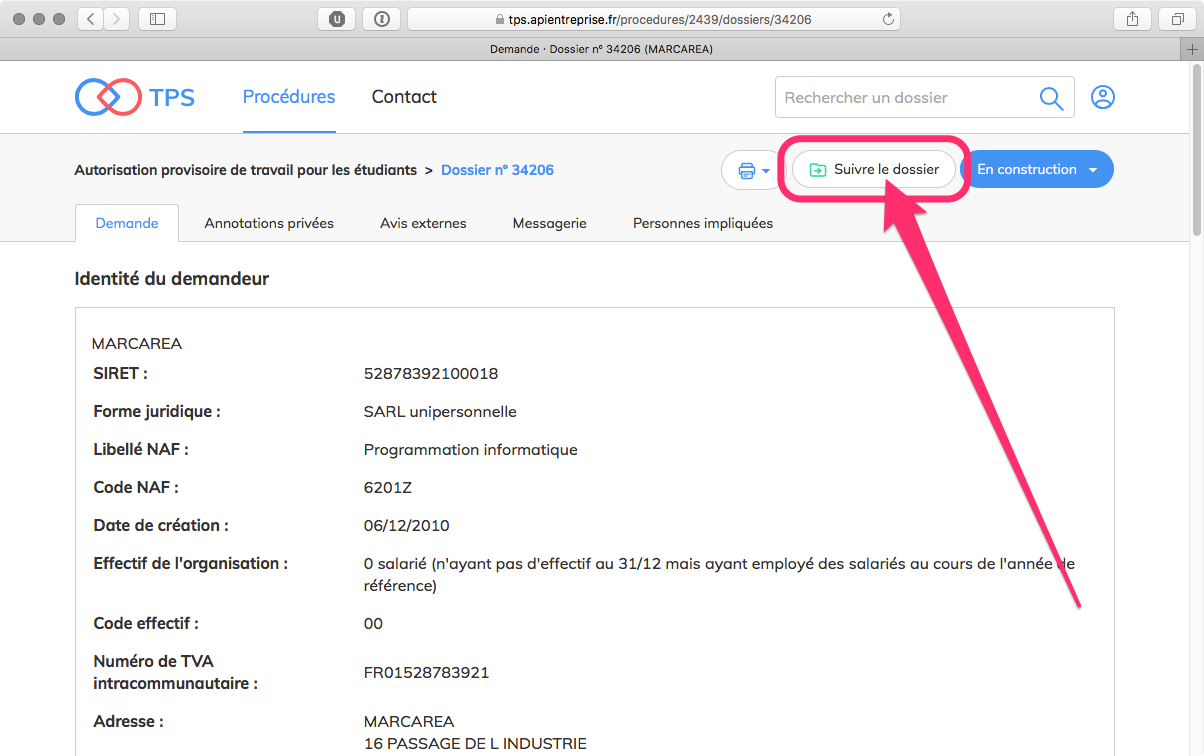 tps.apientreprise.fr/procedures/2439/dossiers/34206
Demande · Dossier nº 34206 (MARCAREA)
TPS
Procédures
Contact
Rechercher un dossier
Autorisation provisoire de travail pour les étudiants > Dossier nº 34206
Suivre le dossier
En construction
Demande
Annotations privées
Avis externes
Messagerie
Personnes impliquées
Identité du demandeur
MARCAREA
SIRET : 52878392100018
Forme juridique : SARL unipersonnelle
Libellé NAF : Programmation informatique
Code NAF : 6201Z
Date de création : 06/12/2010
Effectif de l'organisation : 0 salarié (n'ayant pas d'effectif au 31/12 mais ayant employé des salariés au cours de l'année de
référence)
Code effectif : 00
Numéro de TVA
intracommunautaire : FR01528783921
Adresse : MARCAREA
16 PASSAGE DE L INDUSTRIE